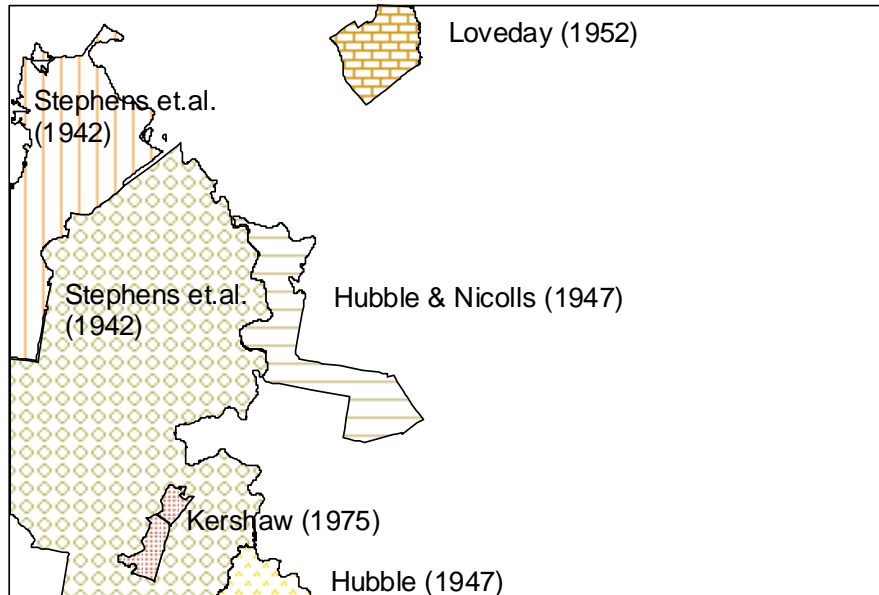 Loveday (1952)
Stephens et.al.
(1942)
Stephens et.al.
(1942)
Hubble & Nicolls (1947)
Kershaw (1975)
Hubble (1947)